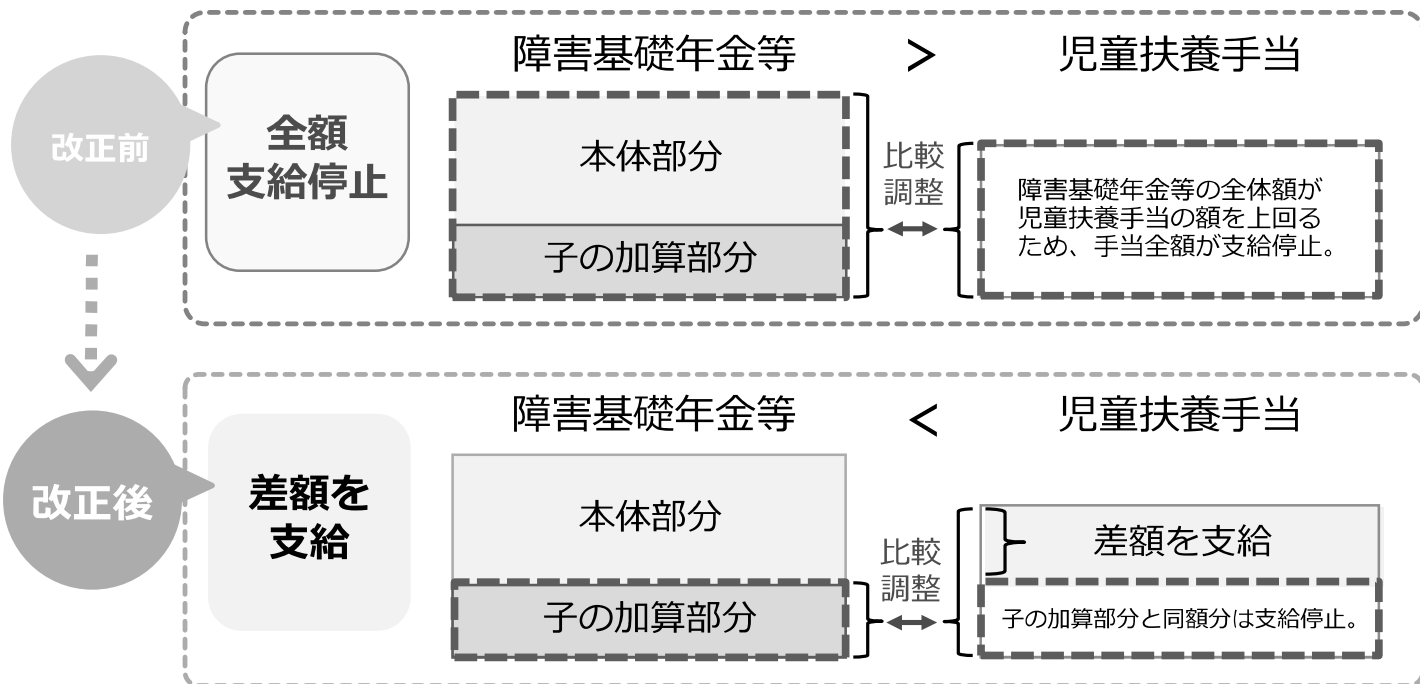 改正前
全額
支給停止
障害基礎年金等 > 児童扶養手当
本体部分
子の加算部分
比較
調整
障害基礎年金等の全体額が
児童扶養手当の額を上回る
ため、手当全額が支給停止。
改正後
差額を
支給
障害基礎年金等 < 児童扶養手当
本体部分
子の加算部分
比較
調整
差額を支給
子の加算部分と同額分は支給停止。